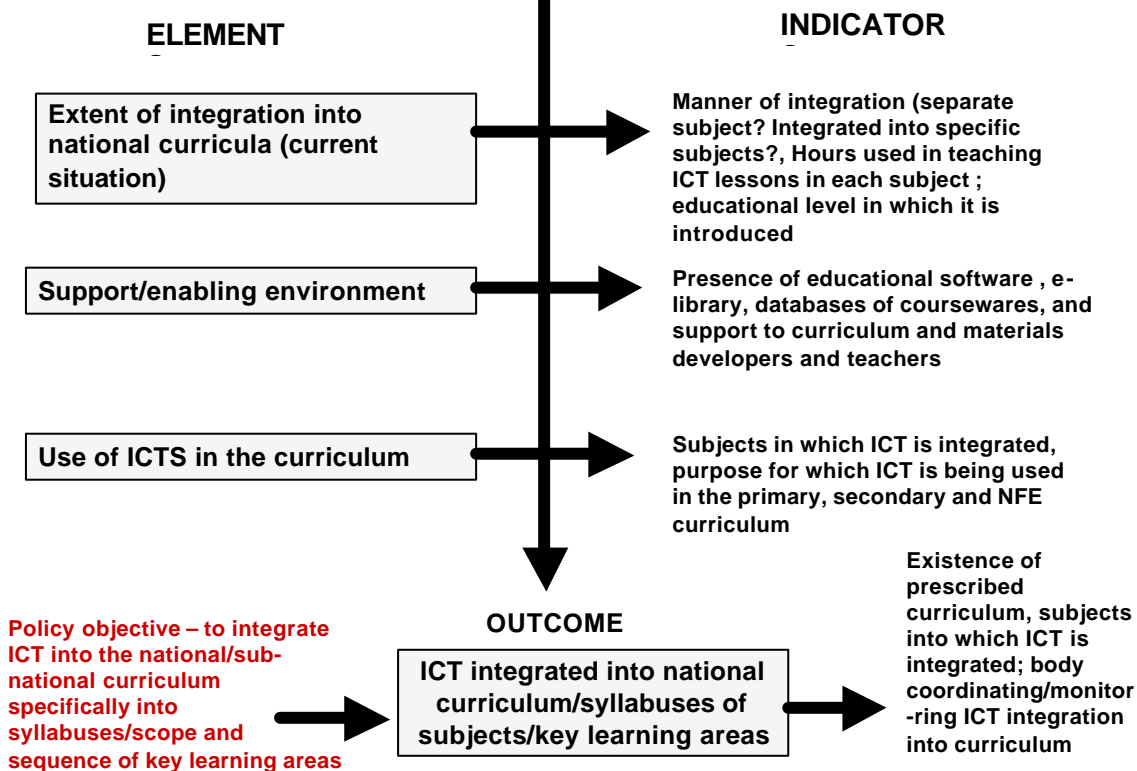 ELEMENT
INDICATOR
Extent of integration into
national curricula (current
situation)
Manner of integration (separate
subject? Integrated into specific
subjects?, Hours used in teaching
ICT lessons in each subject ;
educational level in which it is
introduced
Support/enabling environment
Presence of educational software , e-
library, databases of coursewares, and
support to curriculum and materials
developers and teachers
Use of ICTS in the curriculum
Subjects in which ICT is integrated,
purpose for which ICT is being used
in the primary, secondary and NFE
curriculum
Policy objective – to integrate
ICT into the national/sub-
national curriculum
specifically into
syllabuses/scope and
sequence of key learning areas
OUTCOME
ICT integrated into national
curriculum/syllabuses of
subjects/key learning areas
Existence of
prescribed
curriculum, subjects
into which ICT is
integrated; body
coordinating/monitor
-ring ICT integration
into curriculum